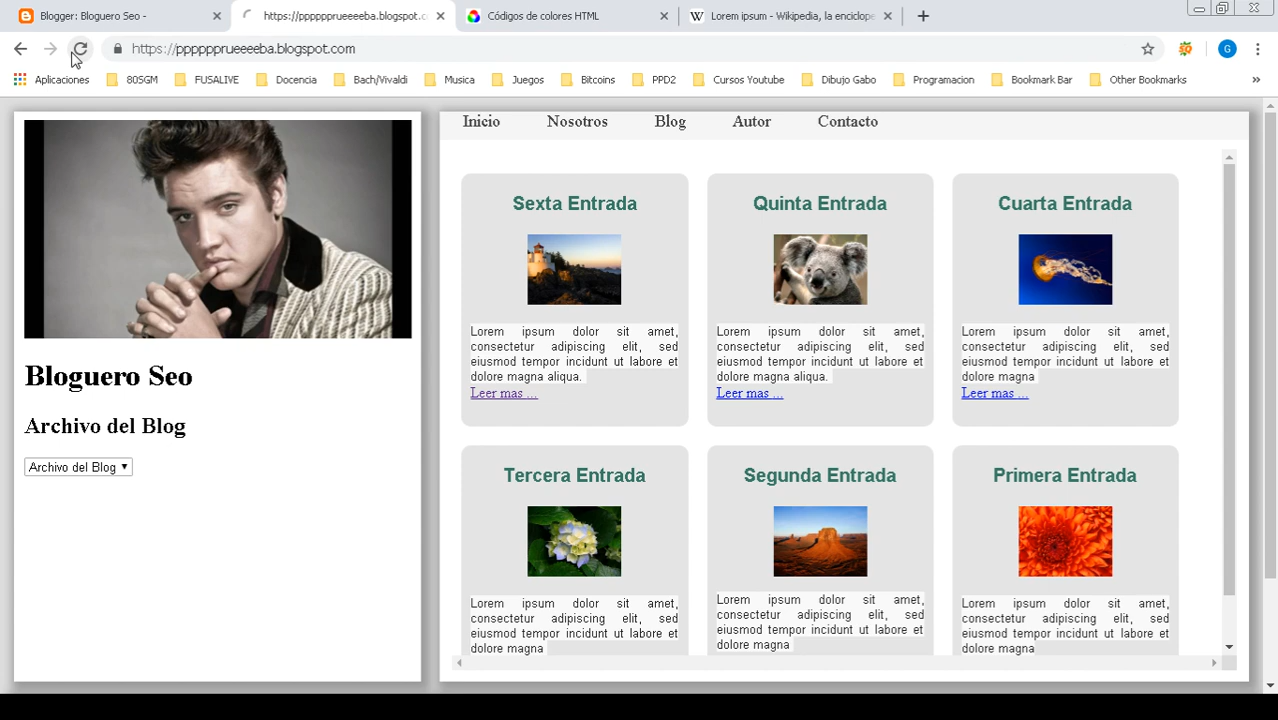 Blogger: Bloguero Seo -
https://ppppppprueeeeba.blogspot.c
Códigos de colores HTML
Lorem ipsum - Wikipedia, la enciclope
https://ppppppprueeeeba.blogspot.com
G
Aplicaciones
80SGM
FUSALIVE
Docencia
Bach/Vivaldi
Musica
Juegos
Bitcoins
PPD2
Cursos Youtube
Dibujo Gabo
Programacion
Bookmark Bar
Other Bookmarks
Bloguero Seo
Archivo del Blog
Archivo del Blog
Inicio
Nosotros
Blog
Autor
Contacto
Sexta Entrada
Lorem ipsum dolor sit amet,
consectetur adipiscing elit, sed
eiusmod tempor incidunt ut labore et
dolore magna aliqua.
Leer mas ...
Quinta Entrada
Lorem ipsum dolor sit amet,
consectetur adipiscing elit, sed
eiusmod tempor incidunt ut labore et
dolore magna aliqua.
Leer mas ...
Cuarta Entrada
Lorem ipsum dolor sit amet,
consectetur adipiscing elit, sed
eiusmod tempor incidunt ut labore et
dolore magna
Leer mas ...
Tercera Entrada
Lorem ipsum dolor sit amet,
consectetur adipiscing elit, sed
eiusmod tempor incidunt ut labore et
dolore magna
Segunda Entrada
Lorem ipsum dolor sit amet,
consectetur adipiscing elit, sed
eiusmod tempor incidunt ut labore et
dolore magna
Primera Entrada
Lorem ipsum dolor sit amet,
consectetur adipiscing elit, sed
eiusmod tempor incidunt ut labore et
dolore magna